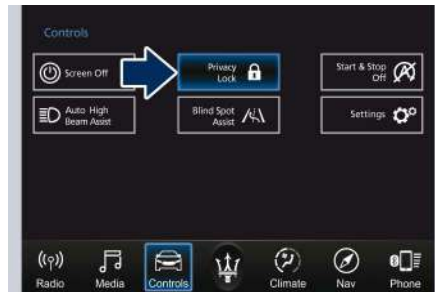 Controls
Screen Off
Privacy
Lock
Start & Stop
Off
Auto High
Beam Assist
Blind Spot
Assist
Settings
Radio
Media
Controls
Climate
Nav
Phone